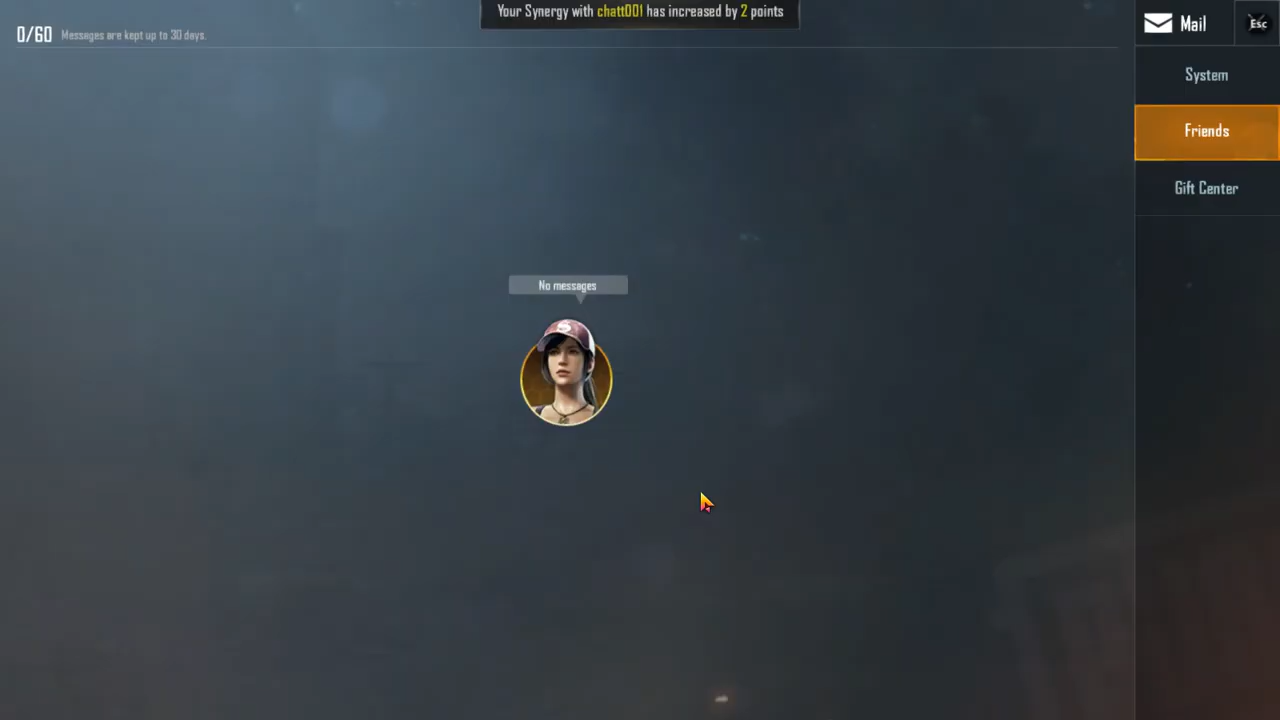 Your Synergy with chatt001 has increased by 2 points
0/60 Messages are kept up to 30 days.
Mail
Esc
System
Friends
Gift Center
No messages